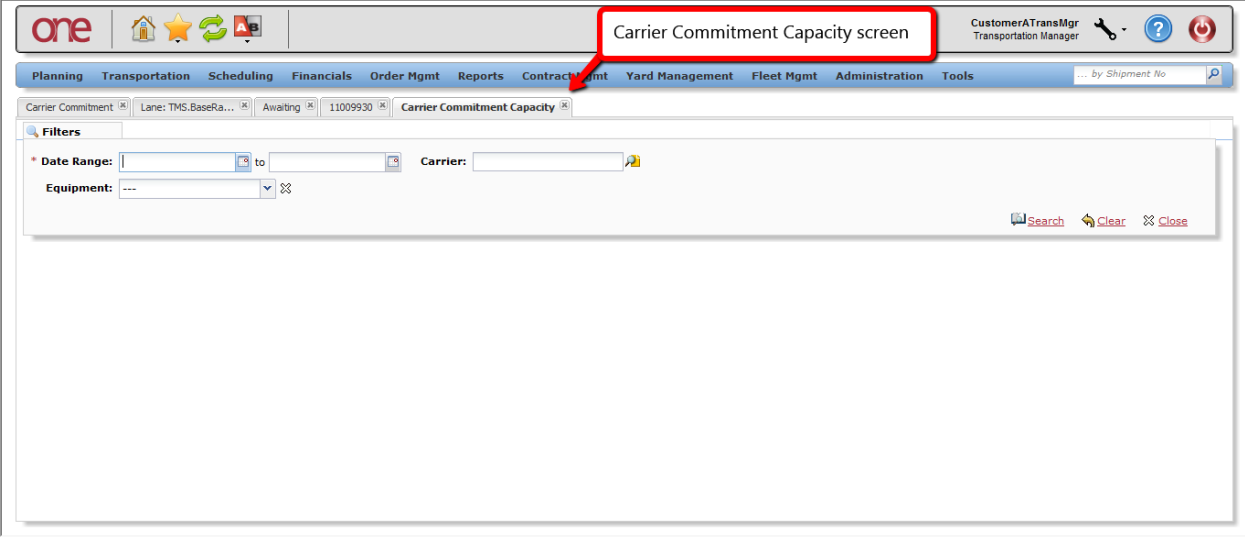 one
AB
Carrier Commitment Capacity screen
CustomerATransMgr
Transportation Manager
?
Planning Transportation Scheduling Financials Order Mgmt Reports Contract Mgmt Yard Management Fleet Mgmt Administration Tools ... by Shipment No
Carrier Commitment Lane: TMS.BaseRa... Awaiting 11009930 Carrier Commitment Capacity
Filters
* Date Range: to Carrier:
Equipment: ---
Search Clear Close